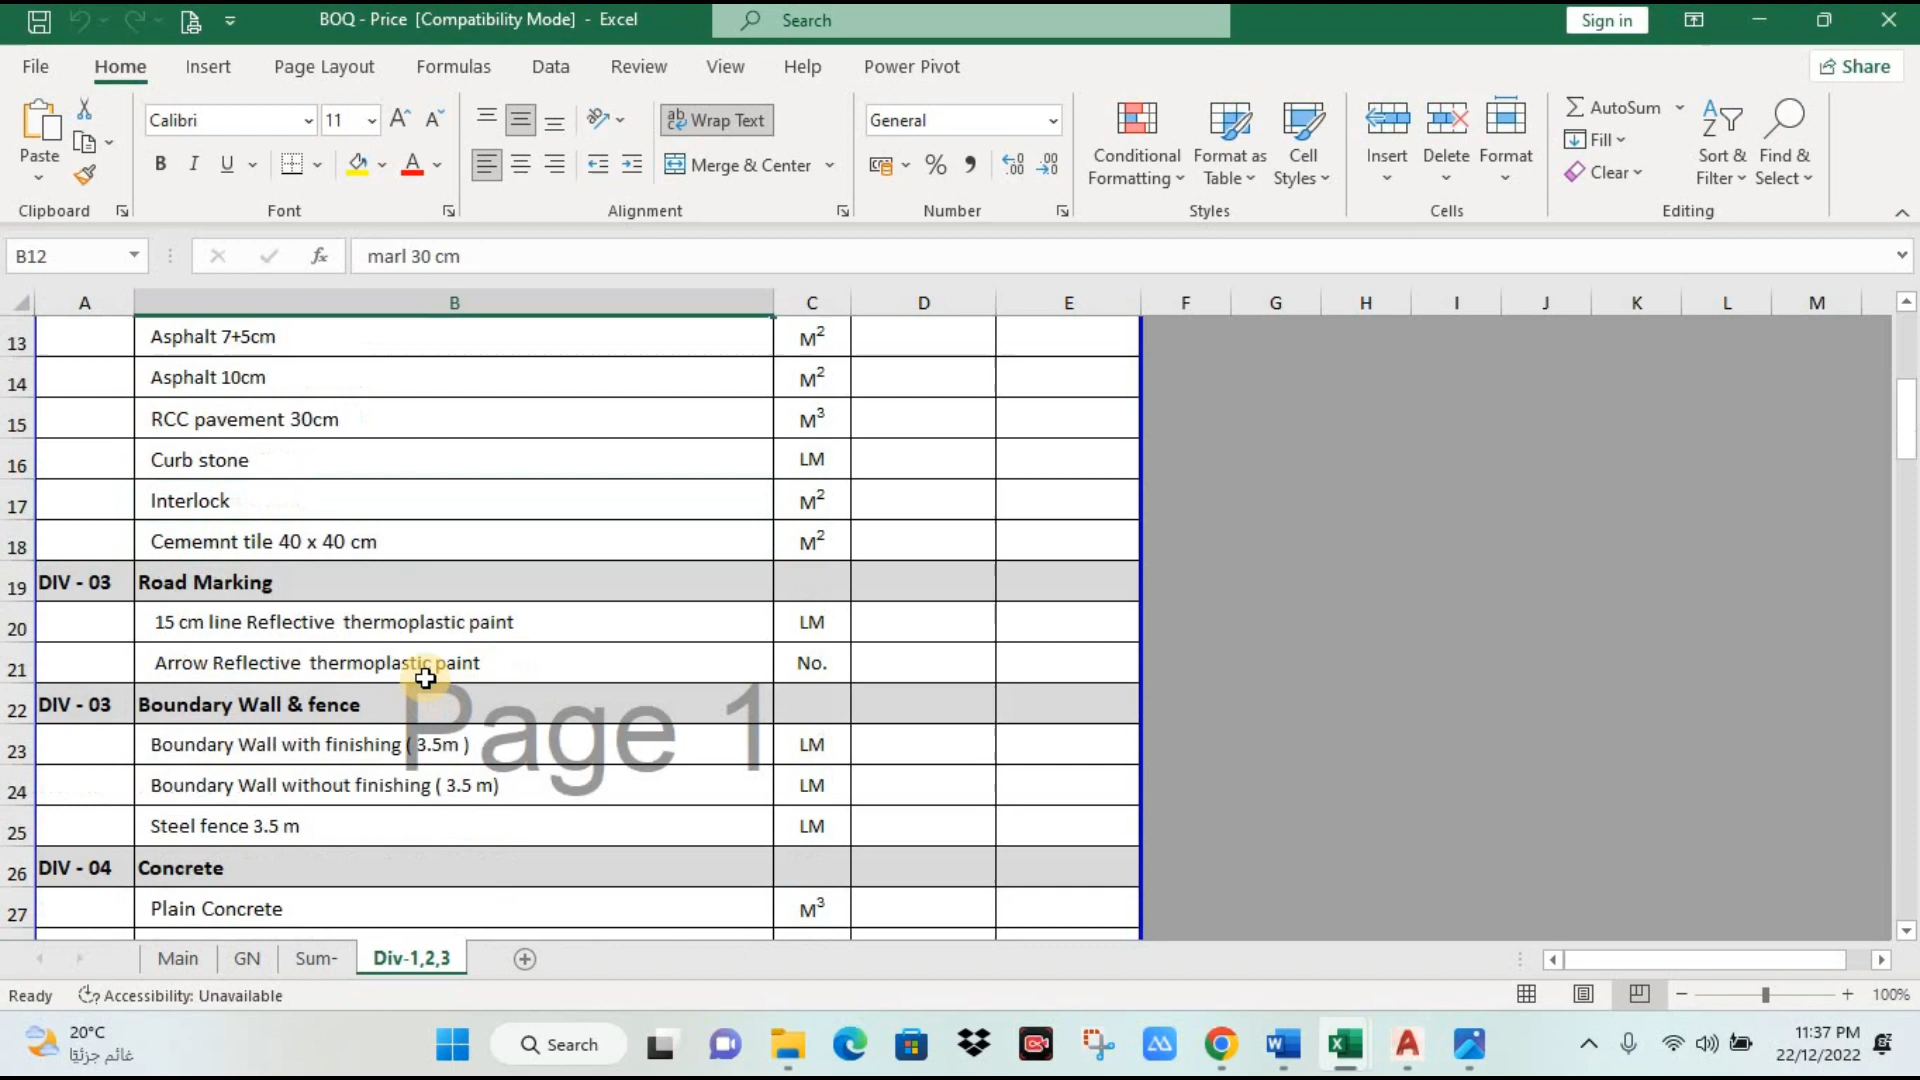 BOQ - Price [Compatibility Mode] - Excel
Search
Sign in
File Home Insert Page Layout Formulas Data Review View Help Power Pivot
Share
Paste
Calibri 11
B I U
Wrap Text
Merge & Center
General
Conditional Formatting
Format as Table
Cell Styles
Insert Delete Format
AutoSum
Fill
Clear
Sort & Filter
Find & Select
Clipboard Font Alignment Number Styles Cells Editing
B12 fx marl 30 cm
A B C D E F G H I J K L M
13 Asphalt 7+5cm M²
14 Asphalt 10cm M²
15 RCC pavement 30cm M³
16 Curb stone LM
17 Interlock M²
18 Cememnt tile 40 x 40 cm M²
19 DIV - 03 Road Marking
20 15 cm line Reflective thermoplastic paint LM
21 Arrow Reflective thermoplastic paint No.
22 DIV - 03 Boundary Wall & fence
Page 1
23 Boundary Wall with finishing ( 3.5m ) LM
24 Boundary Wall without finishing ( 3.5 m) LM
25 Steel fence 3.5 m LM
26 DIV - 04 Concrete
27 Plain Concrete M³
Main GN Sum- Div-1,2,3
Ready Accessibility: Unavailable 100%
20°C
غائم جزئيًا
Search
11:37 PM
22/12/2022